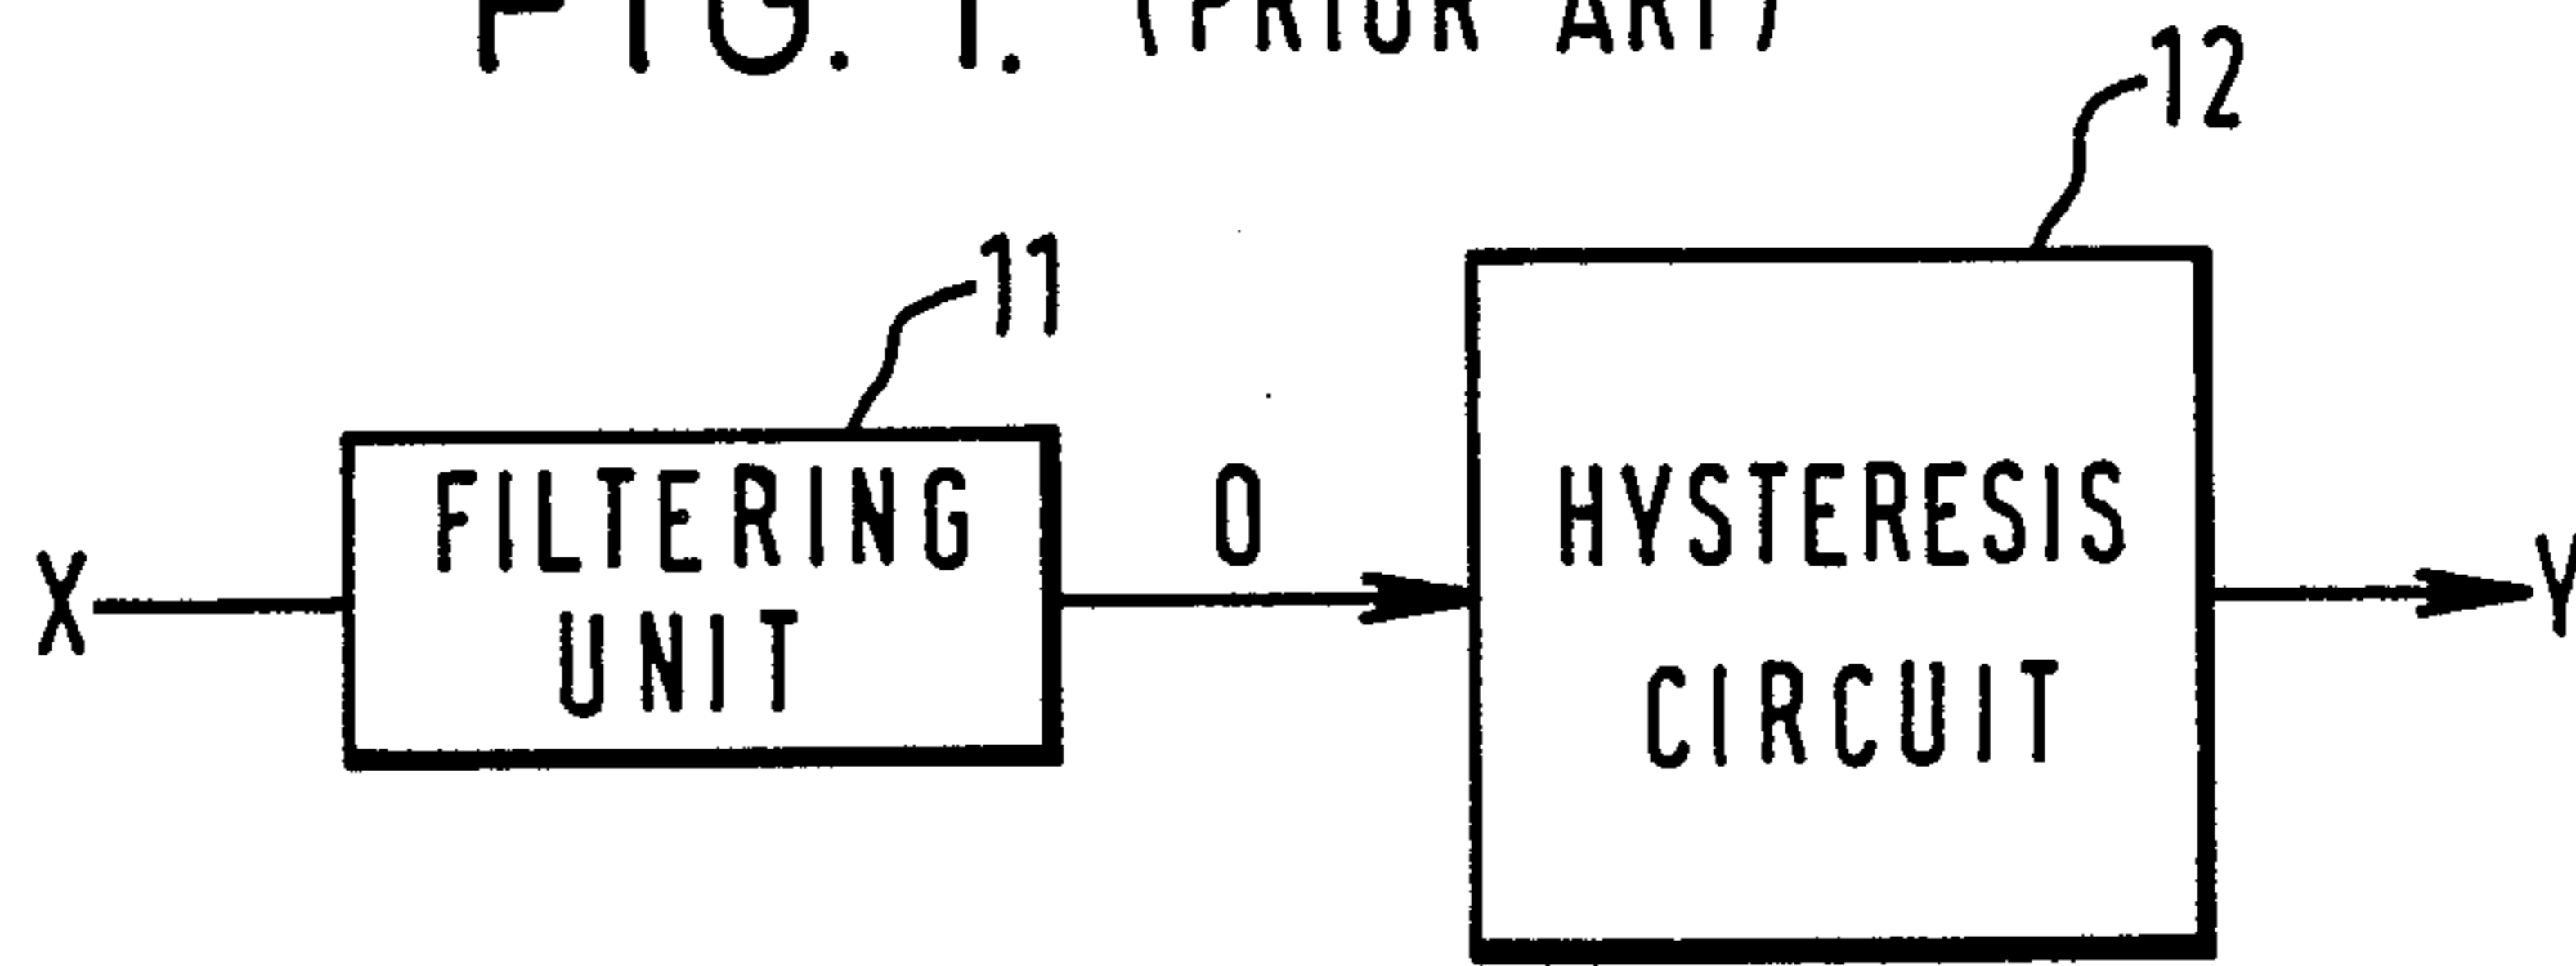 FIG. 1. (PRIOR ART)
12
11
FILTERING
UNIT
X
O
HYSTERESIS
CIRCUIT
Y